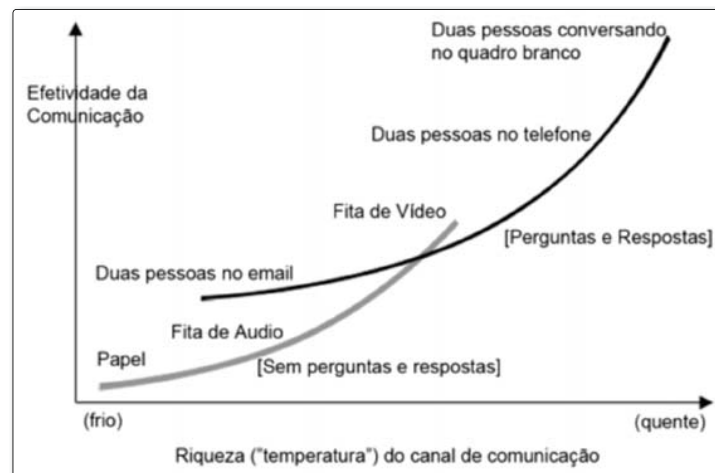 Duas pessoas conversando
no quadro branco
Efetividade da
Comunicação
Duas pessoas no telefone
Fita de Vídeo
[Perguntas e Respostas]
Duas pessoas no email
Fita de Audio
Papel
[Sem perguntas e respostas]
(frio)
(quente)
Riqueza ("temperatura") do canal de comunicação